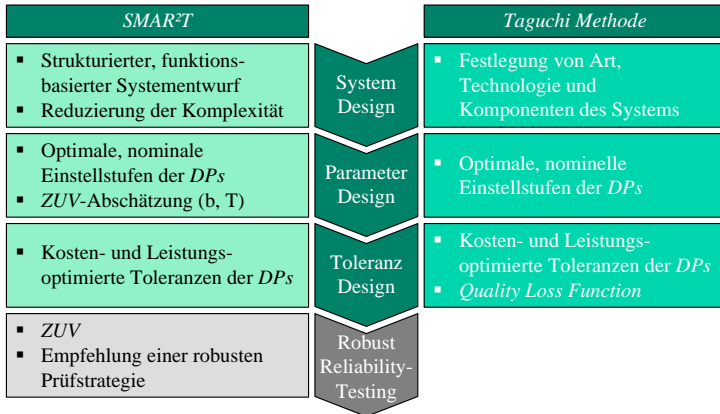 SMAR²T
Taguchi Methode
▪ Strukturierter, funktions-
basierter Systementwurf
▪ Reduzierung der Komplexität
System
Design
▪ Festlegung von Art,
Technologie und
Komponenten des Systems
▪ Optimale, nominale
Einstellstufen der DPs
▪ ZUV-Abschätzung (b, T)
Parameter
Design
▪ Optimale, nominelle
Einstellstufen der DPs
▪ Kosten- und Leistungs-
optimierte Toleranzen der DPs
Toleranz
Design
▪ Kosten- und Leistungs-
optimierte Toleranzen der DPs
▪ Quality Loss Function
▪ ZUV
▪ Empfehlung einer robusten
Prüfstrategie
Robust
Reliability-
Testing